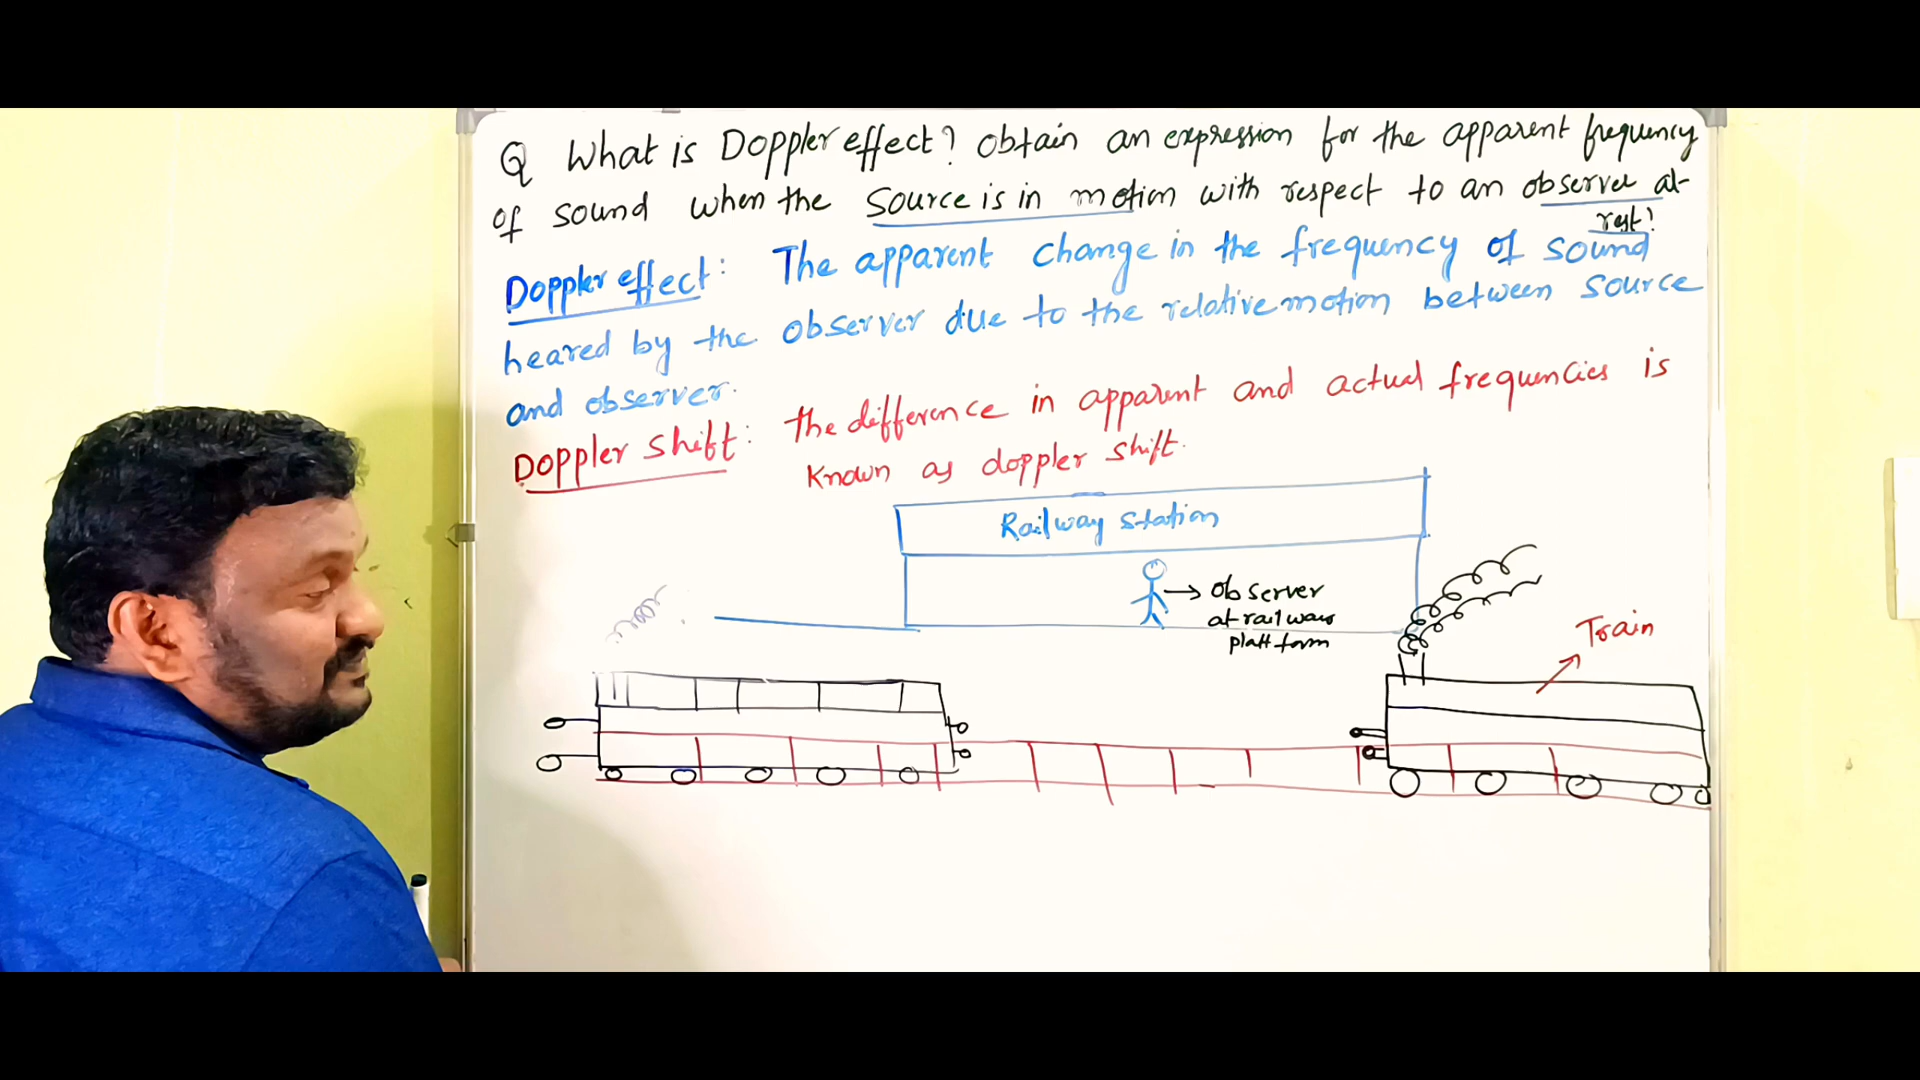 Q What is Doppler effect? Obtain an expression for the apparent frequency
of sound when the source is in motion with respect to an observer at
rest?
Doppler effect: The apparent change in the frequency of sound
heared by the observer due to the relative motion between source
and observer.
Doppler shift: the difference in apparent and actual frequencies is
known as doppler shift.
Railway station
observer
at railway
platform
Train